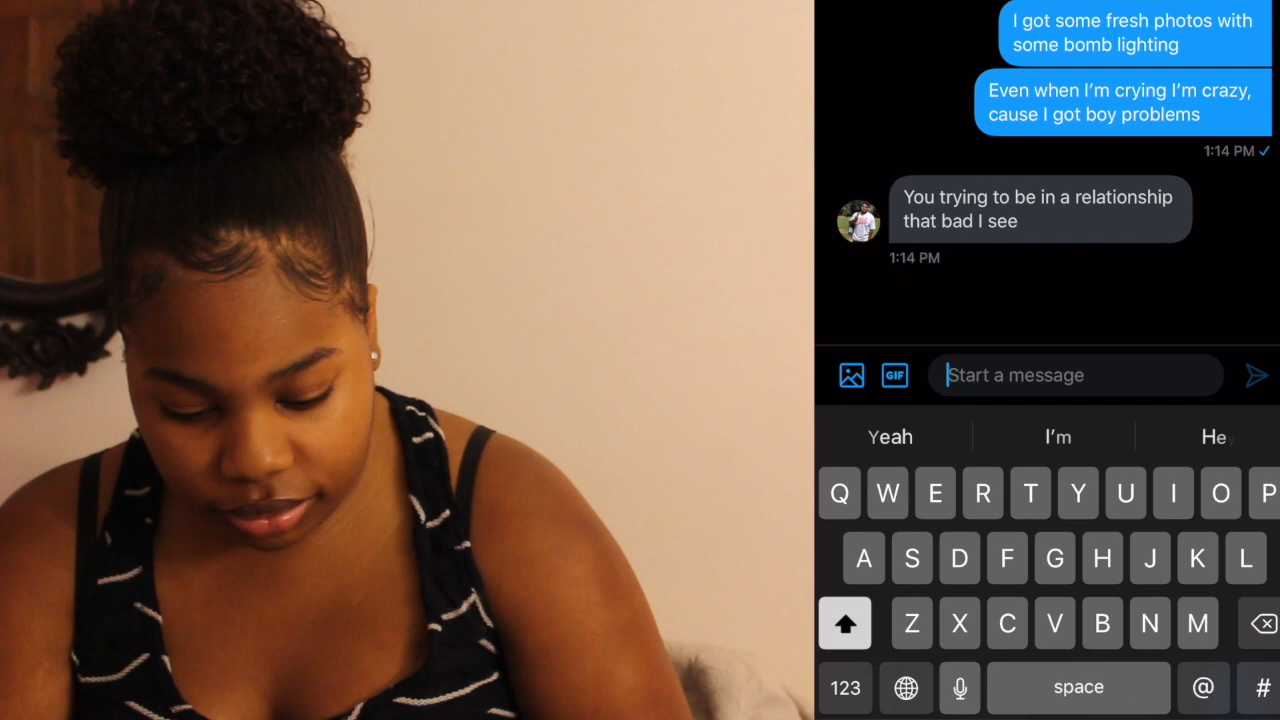 I got some fresh photos with
some bomb lighting
Even when I'm crying I'm crazy,
cause I got boy problems
1:14 PM ✓
You trying to be in a relationship
that bad I see
1:14 PM
GIF
Start a message
Yeah I'm He
Q W E R T Y U I O P
A S D F G H J K L
Z X C V B N M
123 space @ #